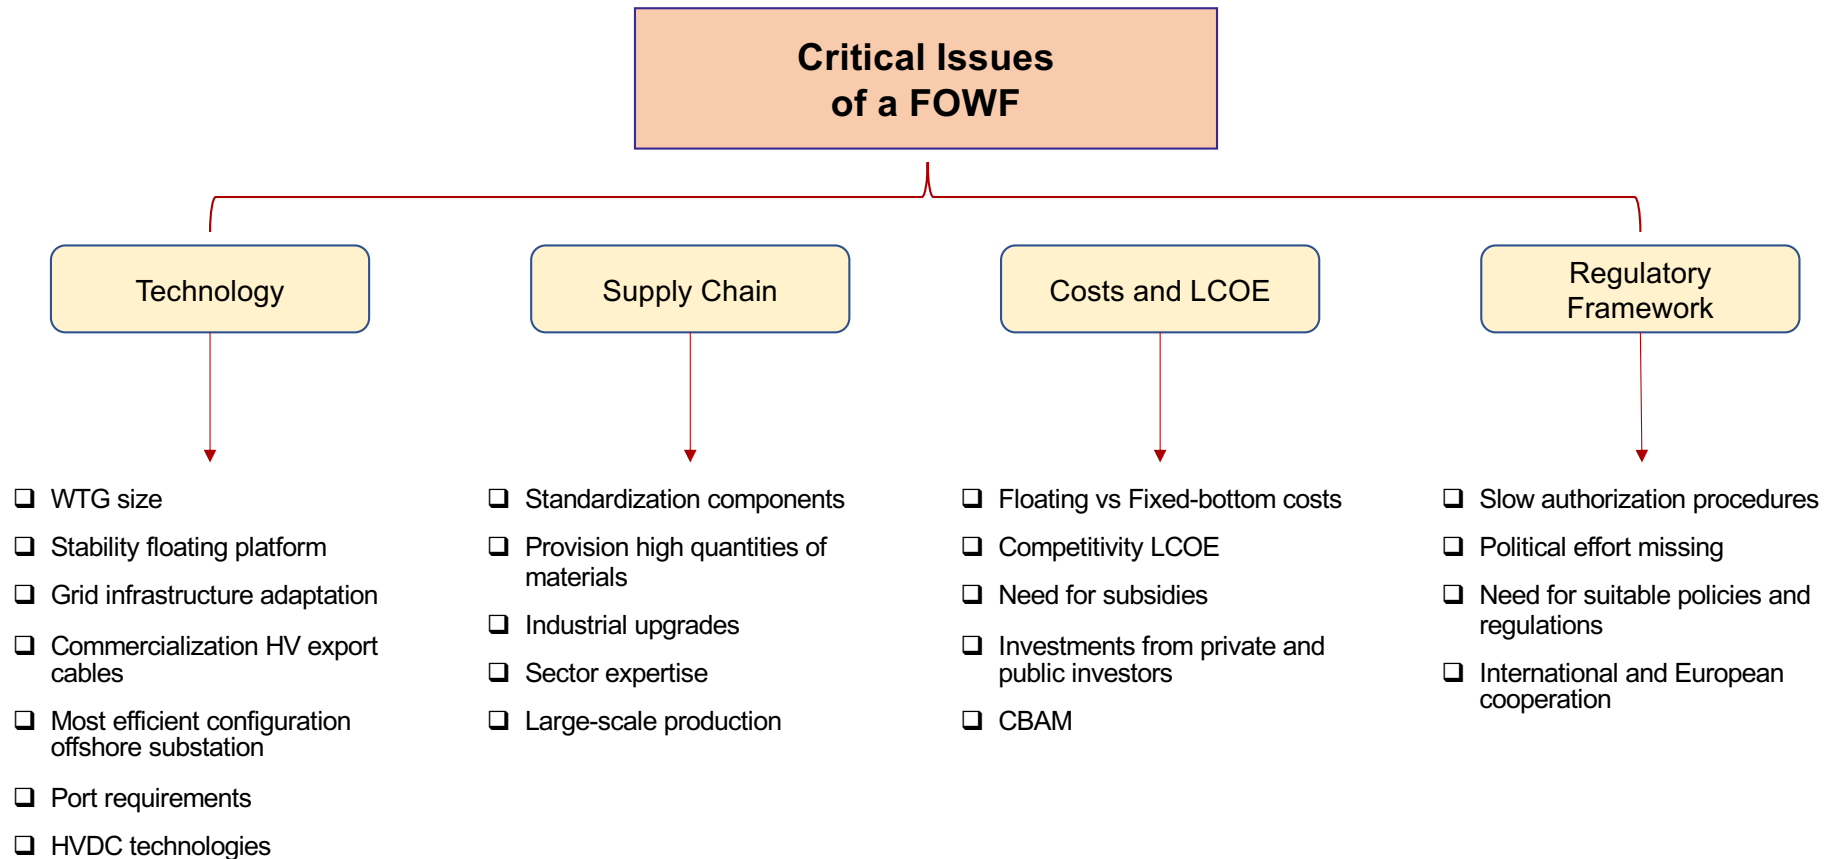 Critical Issues
of a FOWF
Technology
Supply Chain
Costs and LCOE
Regulatory
Framework
❑ WTG size
❑ Stability floating platform
❑ Grid infrastructure adaptation
❑ Commercialization HV export
cables
❑ Most efficient configuration
offshore substation
❑ Port requirements
❑ HVDC technologies
❑ Standardization components
❑ Provision high quantities of
materials
❑ Industrial upgrades
❑ Sector expertise
❑ Large-scale production
❑ Floating vs Fixed-bottom costs
❑ Competitivity LCOE
❑ Need for subsidies
❑ Investments from private and
public investors
❑ CBAM
❑ Slow authorization procedures
❑ Political effort missing
❑ Need for suitable policies and
regulations
❑ International and European
cooperation